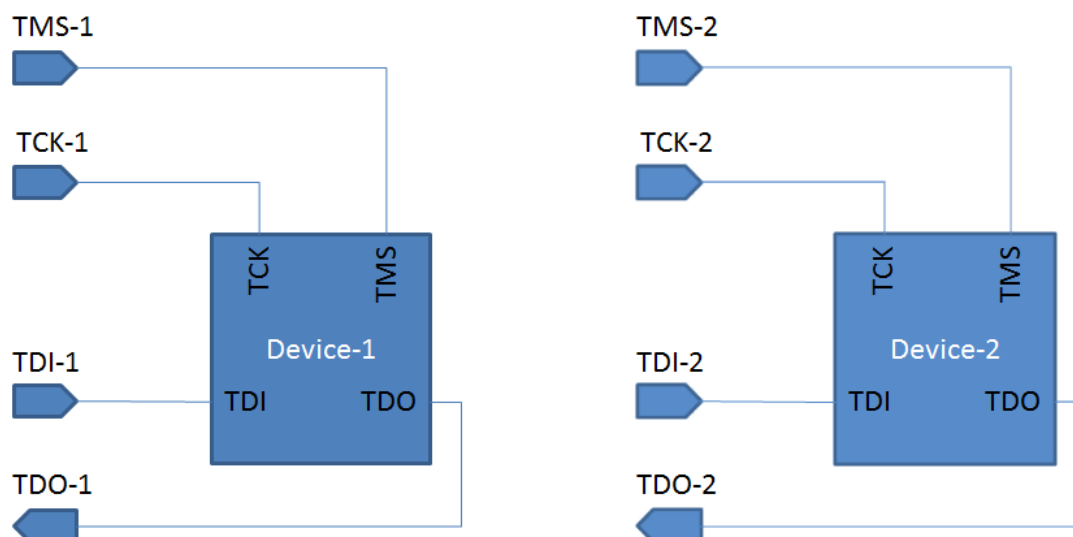 TMS-1
TCK-1
TCK
TMS
Device-1
TDI-1
TDI
TDO
TDO-1
TMS-2
TCK-2
TCK
TMS
Device-2
TDI-2
TDI
TDO
TDO-2